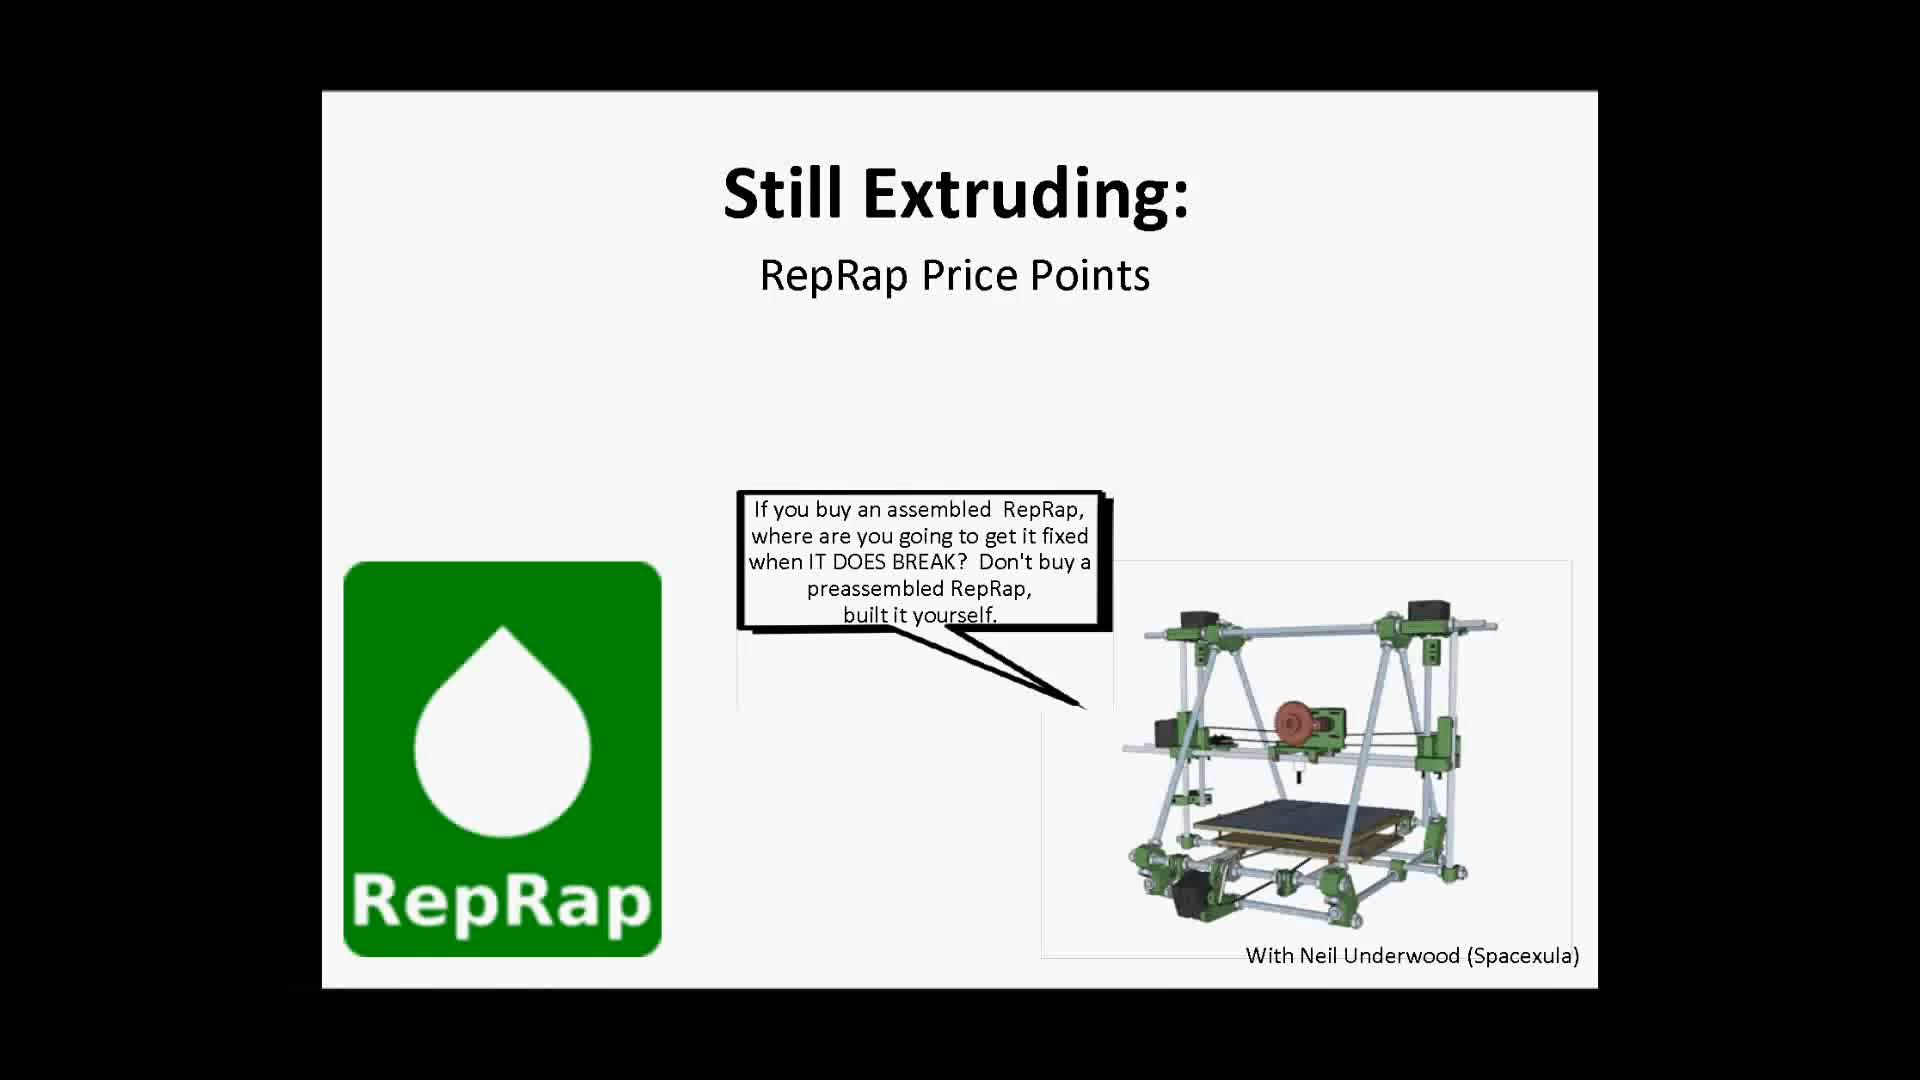 Still Extruding:
RepRap Price Points
If you buy an assembled RepRap,
where are you going to get it fixed
when IT DOES BREAK? Don't buy a
preassembled RepRap,
built it yourself.
RepRap
With Neil Underwood (Spacexula)